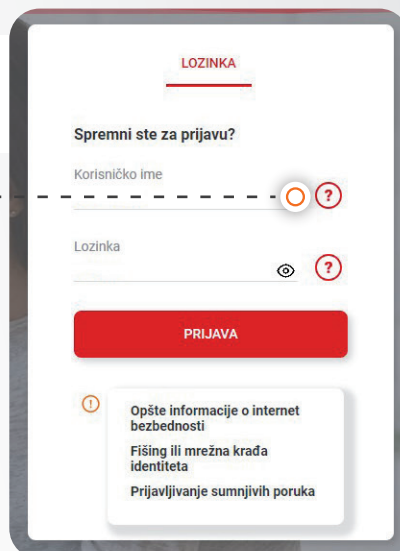 LOZINKA
Spremni ste za prijavu?
Korisničko ime
?
Lozinka
?
PRIJAVA
!
Opšte informacije o internet
bezbednosti
Fišing ili mrežna krađa
identiteta
Prijavljivanje sumnjivih poruka